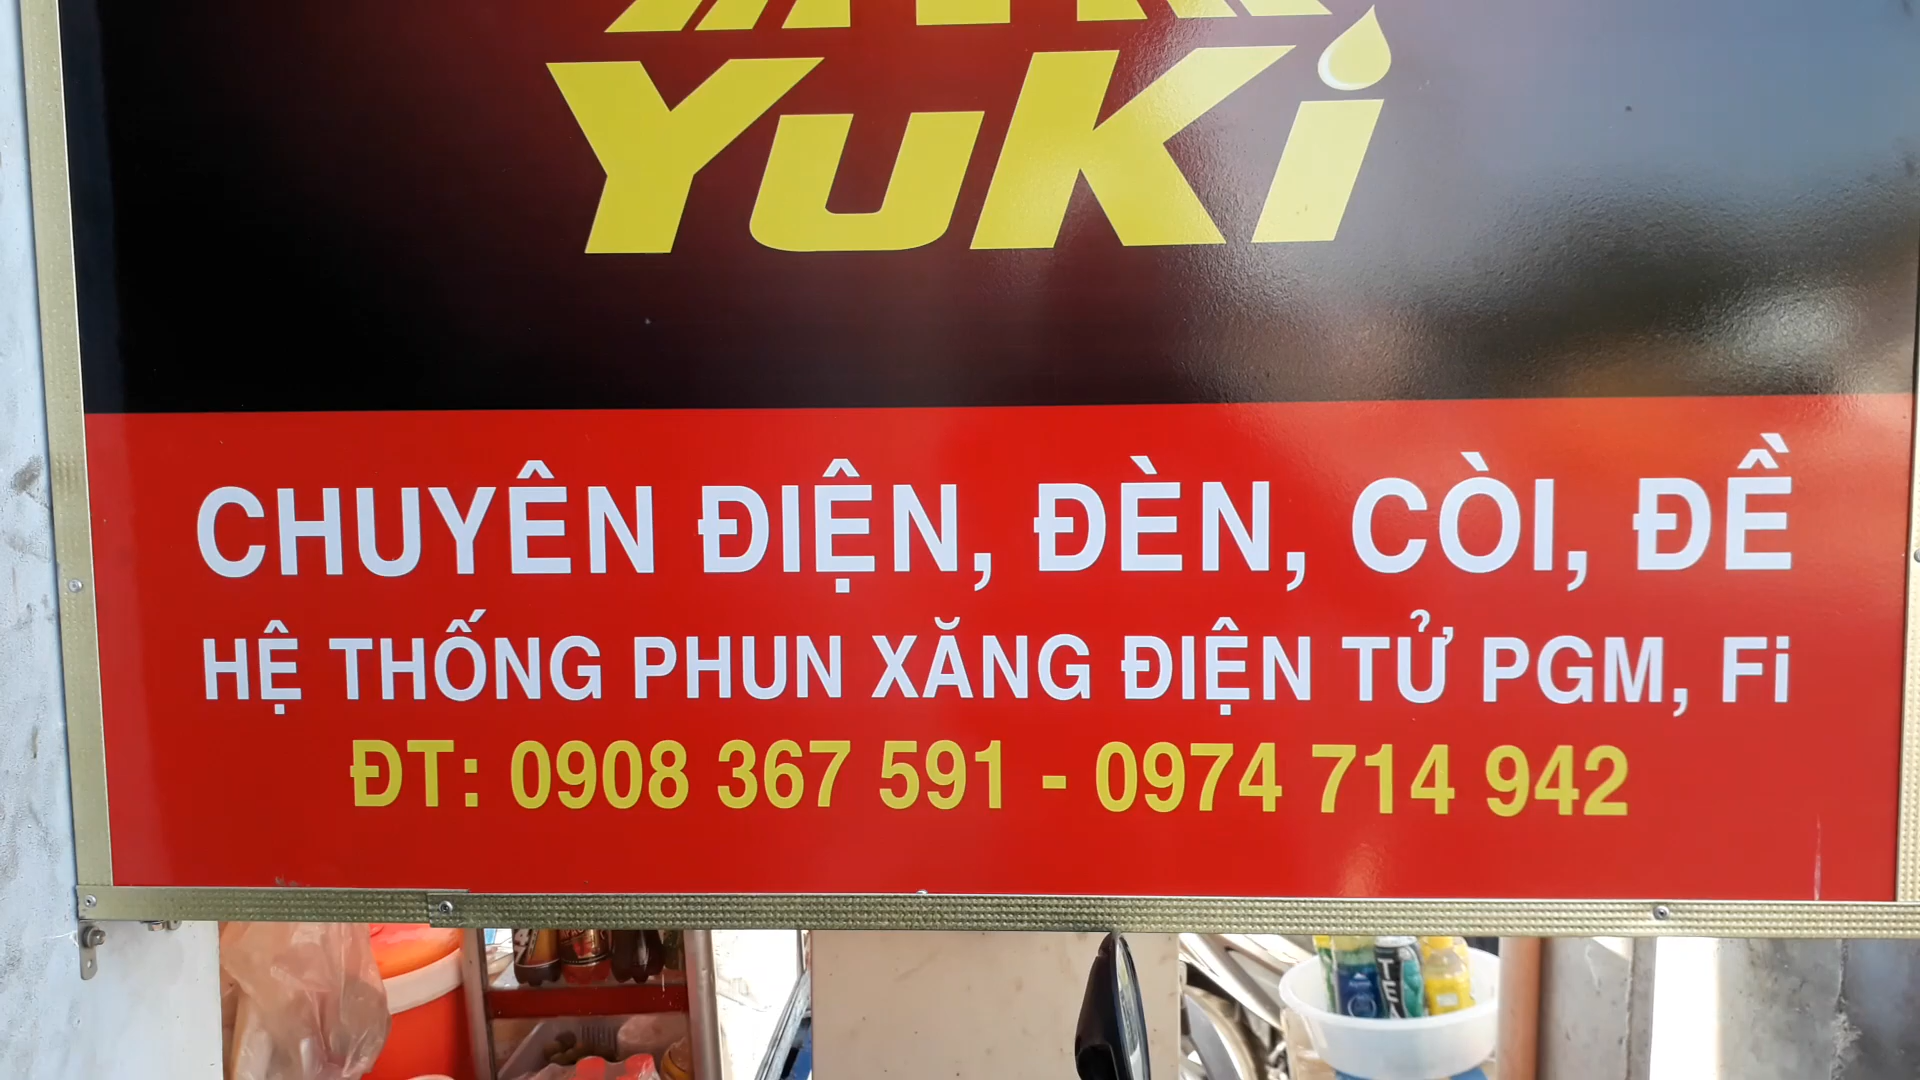 YUKi
CHUYÊN ĐIỆN, ĐÈN, CÒI, ĐỀ
HỆ THỐNG PHUN XĂNG ĐIỆN TỬ PGM, Fi
ĐT: 0908 367 591 - 0974 714 942
TEA